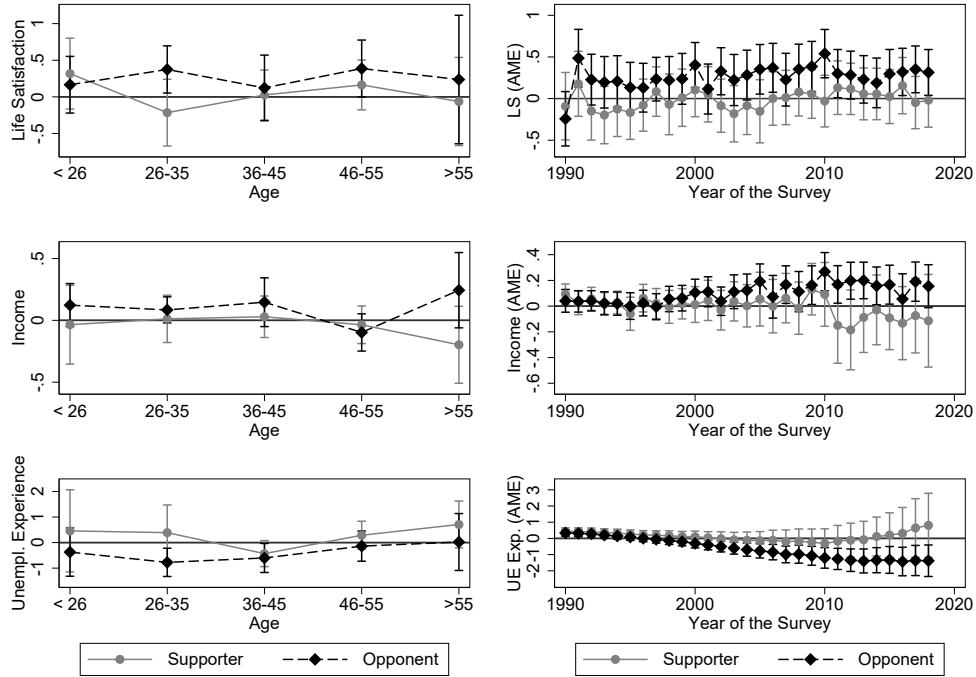 Life Satisfaction
1
.5
0
-.5
< 26 26-35 36-45 46-55 >55
Age
LS (AME)
1
.5
0
-.5
1990 2000 2010 2020
Year of the Survey
Income
.5
0
-.5
< 26 26-35 36-45 46-55 >55
Age
Income (AME)
.4
.2
0
-.2
-.4
-.6
1990 2000 2010 2020
Year of the Survey
Unempl. Experience
2
1
0
-1
< 26 26-35 36-45 46-55 >55
Age
UE Exp. (AME)
3
2
1
0
-1
-2
1990 2000 2010 2020
Year of the Survey
Supporter Opponent
Supporter Opponent